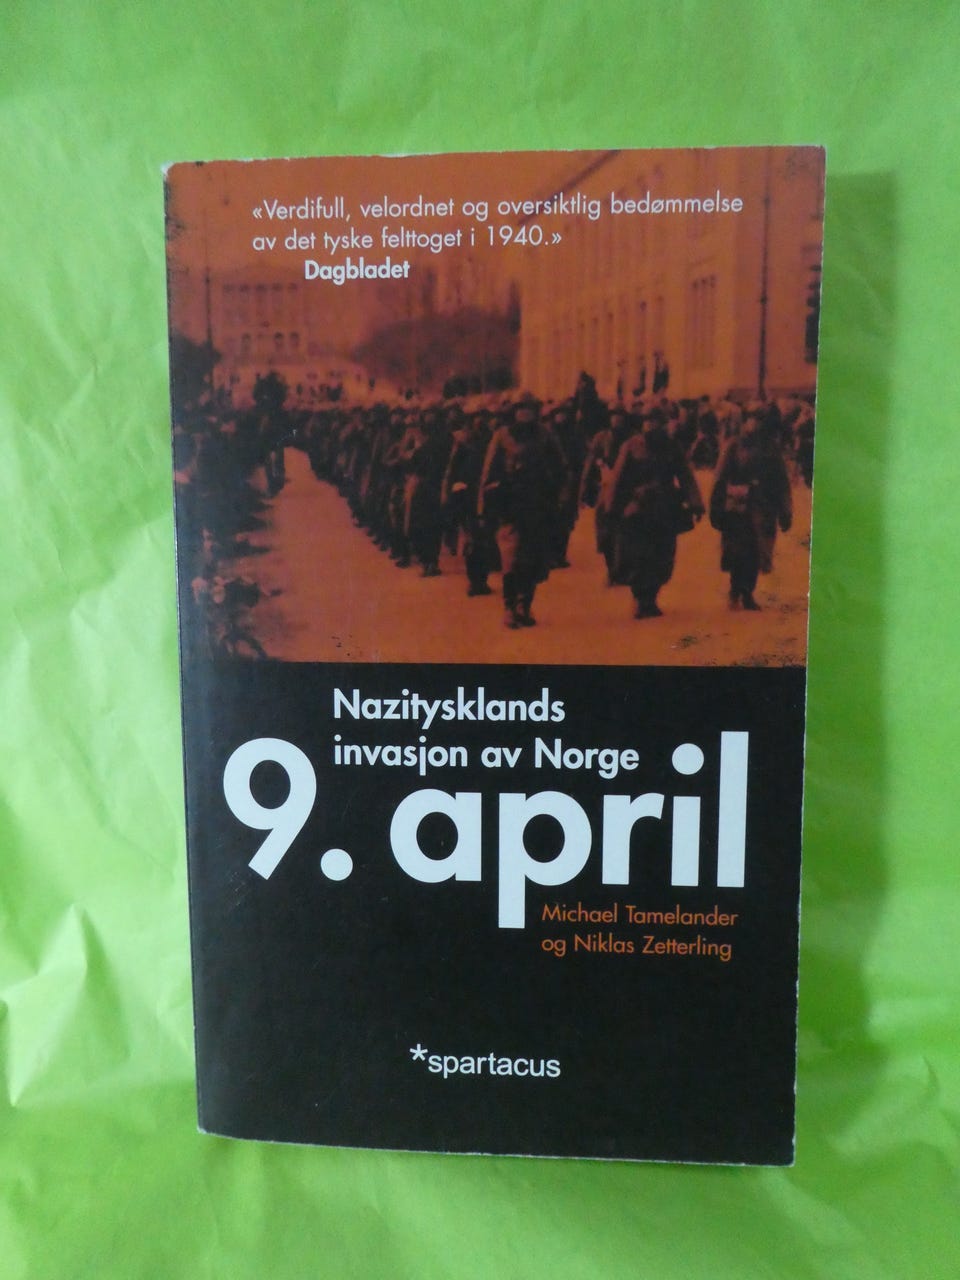 «Verdifull, velordnet og oversiktlig bedømmelse
av det tyske felttoget i 1940.»
Dagbladet
Nazitysklands
invasjon av Norge
9. april
Michael Tamelander
og Niklas Zetterling
*spartacus